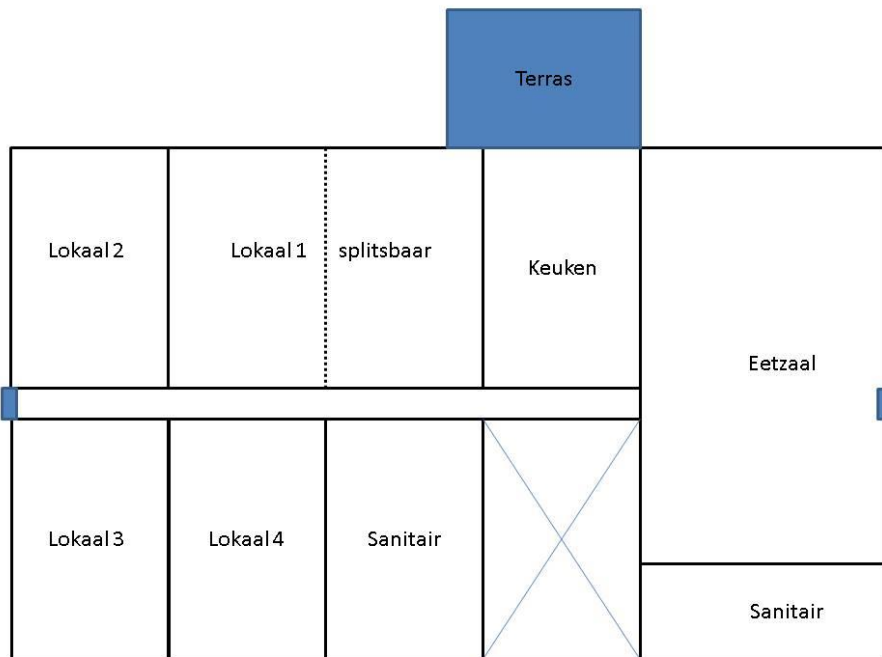 Terras
Lokaal 2
Lokaal 1 splitsbaar
Keuken
Eetzaal
Lokaal 3
Lokaal 4
Sanitair
Sanitair